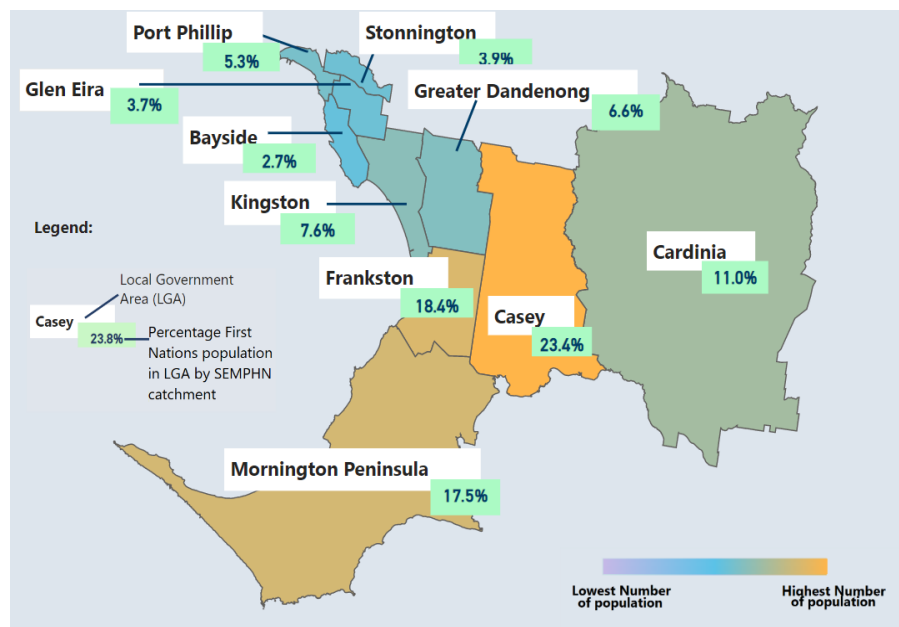 Port Phillip
5.3%
Stonnington
3.9%
Glen Eira
3.7%
Greater Dandenong
6.6%
Bayside
2.7%
Kingston
7.6%
Legend:
Local Government
Area (LGA)
Casey
23.8%
Percentage First
Nations population
in LGA by SEMPHN
catchment
Frankston
18.4%
Casey
23.4%
Cardinia
11.0%
Mornington Peninsula
17.5%
Lowest Number
of population
Highest Number
of population